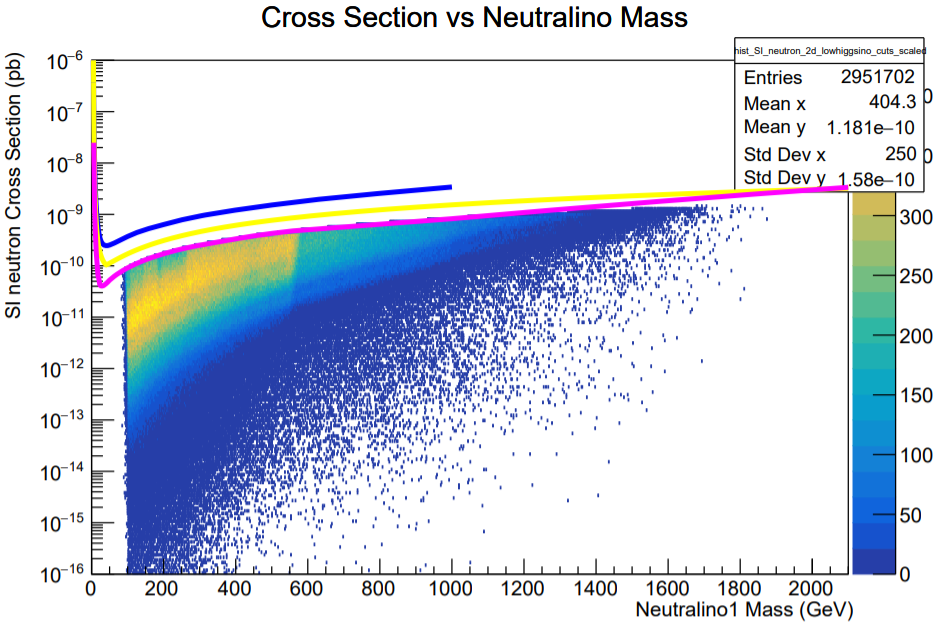 Cross Section vs Neutralino Mass
hist_SI_neutron_2d_lowhiggsino_cuts_scaled
Entries 2951702
Mean x 404.3
Mean y 1.181e−10
Std Dev x 250
Std Dev y 1.58e−10
SI neutron Cross Section (pb)
10−6
10−7
10−8
10−9
10−10
10−11
10−12
10−13
10−14
10−15
10−16
0 200 400 600 800 1000 1200 1400 1600 1800 2000
Neutralino1 Mass (GeV)
0
0
300
250
200
150
100
50
0